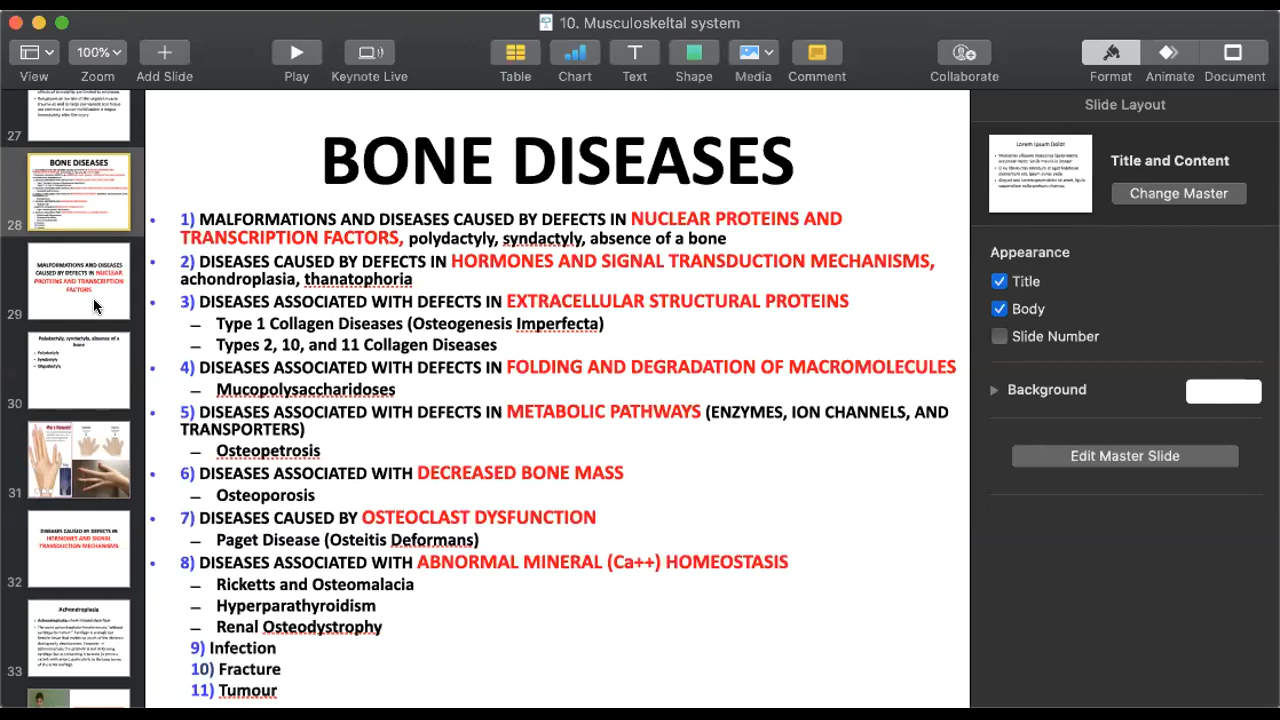 10. Musculoskeltal system
100%
View
Zoom
Add Slide
Play
Keynote Live
Table
Chart
Text
Shape
Media
Comment
Collaborate
Format
Animate
Document
27
BONE DISEASES
28
MALFORMATIONS AND DISEASES
CAUSED BY DEFECTS IN NUCLEAR
PROTEINS AND TRANSCRIPTION
FACTORS
29
Polydactyly, syndactyly, absence of a
bone
Polydactyly
Syndactyly
Oligodactyly
30
31
DISEASES CAUSED BY DEFECTS IN
HORMONES AND SIGNAL
TRANSDUCTION MECHANISMS
32
Achondroplasia
33
BONE DISEASES
• 1) MALFORMATIONS AND DISEASES CAUSED BY DEFECTS IN NUCLEAR PROTEINS AND
TRANSCRIPTION FACTORS, polydactyly, syndactyly, absence of a bone
• 2) DISEASES CAUSED BY DEFECTS IN HORMONES AND SIGNAL TRANSDUCTION MECHANISMS,
achondroplasia, thanatophoria
• 3) DISEASES ASSOCIATED WITH DEFECTS IN EXTRACELLULAR STRUCTURAL PROTEINS
– Type 1 Collagen Diseases (Osteogenesis Imperfecta)
– Types 2, 10, and 11 Collagen Diseases
• 4) DISEASES ASSOCIATED WITH DEFECTS IN FOLDING AND DEGRADATION OF MACROMOLECULES
– Mucopolysaccharidoses
• 5) DISEASES ASSOCIATED WITH DEFECTS IN METABOLIC PATHWAYS (ENZYMES, ION CHANNELS, AND
TRANSPORTERS)
– Osteopetrosis
• 6) DISEASES ASSOCIATED WITH DECREASED BONE MASS
– Osteoporosis
• 7) DISEASES CAUSED BY OSTEOCLAST DYSFUNCTION
– Paget Disease (Osteitis Deformans)
• 8) DISEASES ASSOCIATED WITH ABNORMAL MINERAL (Ca++) HOMEOSTASIS
– Ricketts and Osteomalacia
– Hyperparathyroidism
– Renal Osteodystrophy
9) Infection
10) Fracture
11) Tumour
Slide Layout
Lorem Ipsum Dolor
Title and Content
Change Master
Appearance
Title
Body
Slide Number
Background
Edit Master Slide